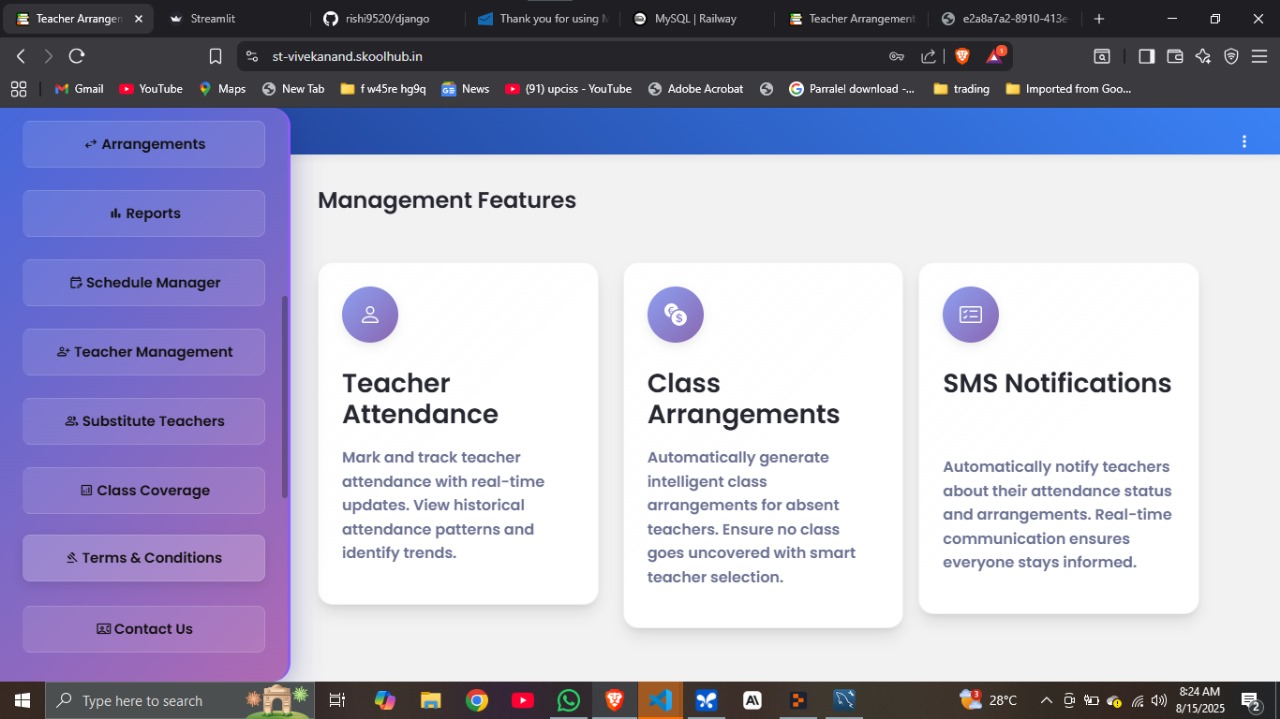 Teacher Arrangen
Streamlit
rishi9520/django
Thank you for using M
MySQL | Railway
Teacher Arrangement
e2a8a7a2-8910-413e-
st-vivekanand.skoolhub.in
1
Gmail
YouTube
Maps
New Tab
f w45re hg9q
News
(91) upciss - YouTube
Adobe Acrobat
Parralel download -...
trading
Imported from Goo...
Arrangements
Reports
Schedule Manager
Teacher Management
Substitute Teachers
Class Coverage
Terms & Conditions
Contact Us
Management Features
Teacher
Attendance
Mark and track teacher
attendance with real-time
updates. View historical
attendance patterns and
identify trends.
Class
Arrangements
Automatically generate
intelligent class
arrangements for absent
teachers. Ensure no class
goes uncovered with smart
teacher selection.
SMS Notifications
Automatically notify teachers
about their attendance status
and arrangements. Real-time
communication ensures
everyone stays informed.
Type here to search
3
28°C
8:24 AM
8/15/2025
2